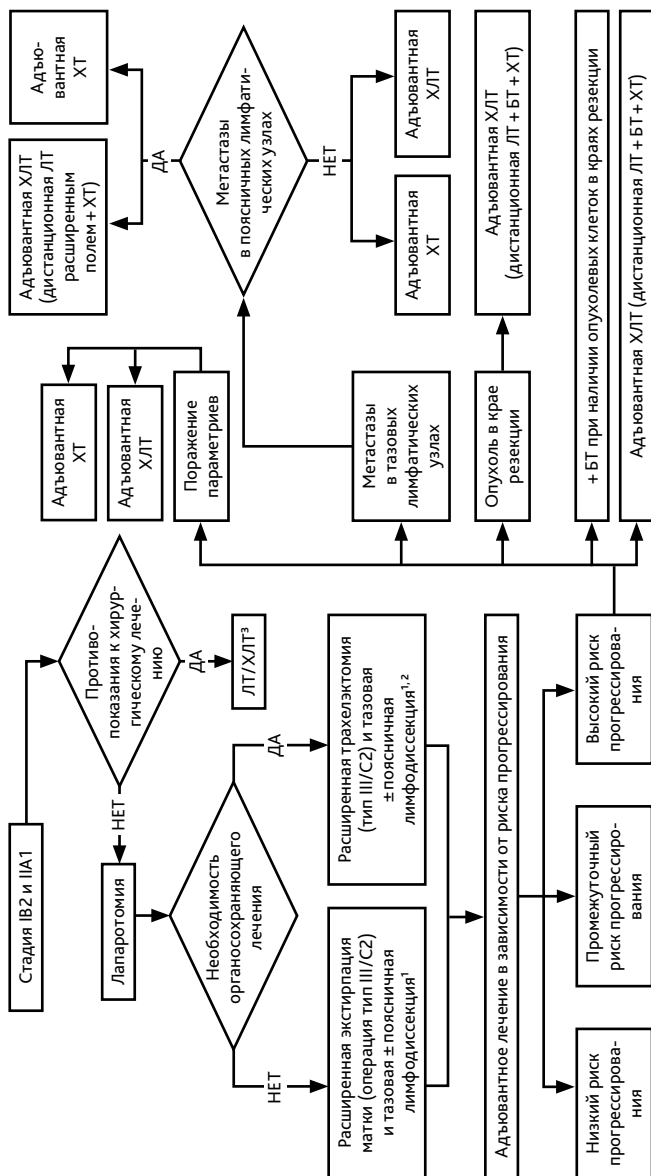 Стадия IB2 и IIA1
Противо-
показания к хирур-
гическому лече-
нию
НЕТ
ДА
ЛТ/ХЛТ³
Лапаротомия
Необходимость
органосохраняющего
лечения
НЕТ
ДА
Расширенная экстирпация
матки (операция тип III/C2)
и тазовая ± поясничная
лимфодиссекция¹
Расширенная трахелэктомия
(тип III/C2) и тазовая
± поясничная
лимфодиссекция¹,²
Адъювантное лечение в зависимости от риска прогрессирования
Низкий риск
прогрессирова-
ния
Промежуточный
риск прогрессиро-
вания
Высокий риск
прогрессирова-
ния
Поражение
параметриев
Адъювантная
ХТ
Адъювантная
ХЛТ
Метастазы
в тазовых
лимфатических
узлах
Метастазы
в поясничных лимфати-
ческих узлах
ДА
Адъювантная ХЛТ
(дистанционная ЛТ
расширенным
полем + ХТ)
Адъю-
вантная
ХТ
НЕТ
Адъювантная
ХТ
Адъювантная
ХЛТ
Опухоль в крае
резекции
Адъювантная ХЛТ
(дистанционная ЛТ + БТ + ХТ)
+ БТ при наличии опухолевых клеток в краях резекции
Адъювантная ХЛТ (дистанционная ЛТ + БТ + ХТ)